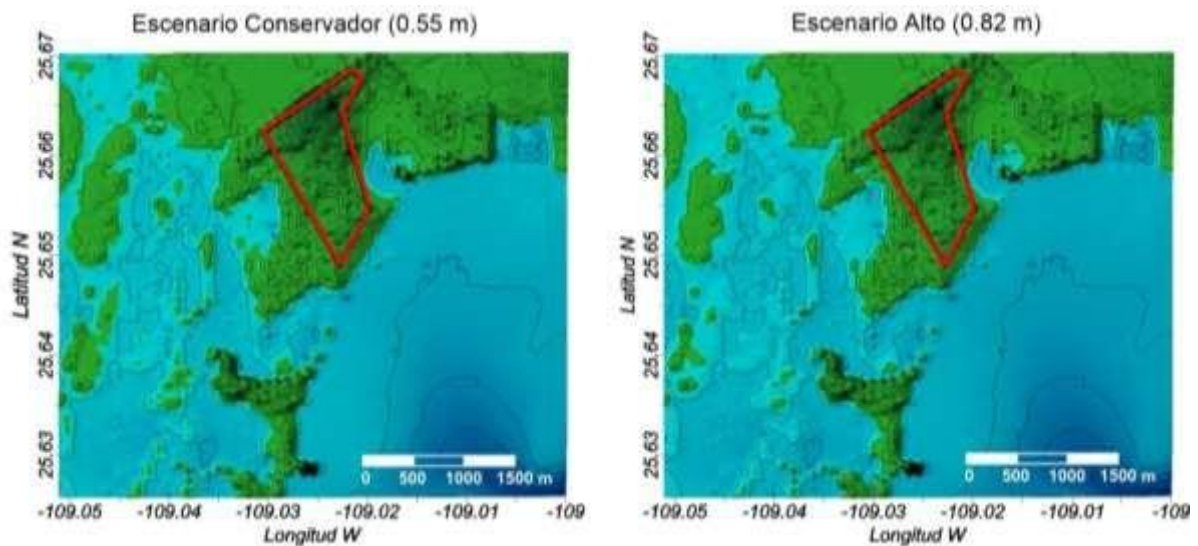 Escenario Conservador (0.55 m)
25.67
25.66
25.65
25.64
25.63
Latitud N
0 500 1000 1500 m
-109.05 -109.04 -109.03 -109.02 -109.01 -109
Longitud W
Escenario Alto (0.82 m)
25.67
25.66
25.65
25.64
25.63
Latitud N
0 500 1000 1500 m
-109.05 -109.04 -109.03 -109.02 -109.01 -109
Longitud W